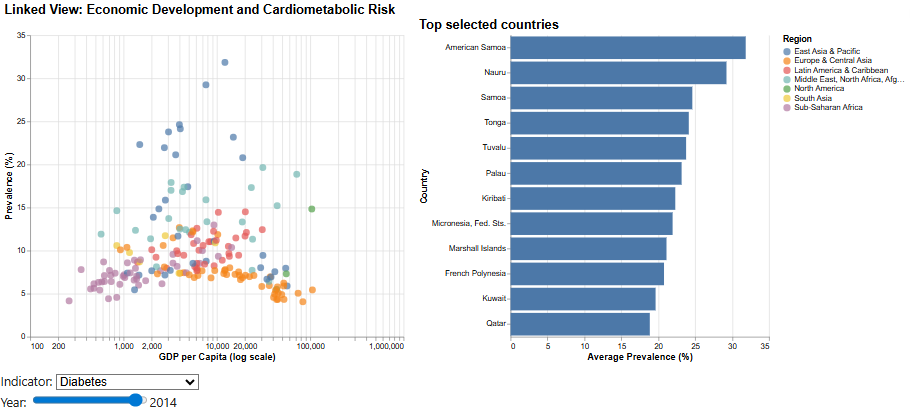 Linked View: Economic Development and Cardiometabolic Risk
35
30
25
20
15
10
5
0
Prevalence (%)
100 200 1,000 2,000 10,000 20,000 100,000 1,000,000
GDP per Capita (log scale)
Top selected countries
Country
American Samoa
Nauru
Samoa
Tonga
Tuvalu
Palau
Kiribati
Micronesia, Fed. Sts.
Marshall Islands
French Polynesia
Kuwait
Qatar
0 5 10 15 20 25 30 35
Average Prevalence (%)
Region
East Asia & Pacific
Europe & Central Asia
Latin America & Caribbean
Middle East, North Africa, Afg…
North America
South Asia
Sub-Saharan Africa
Indicator: Diabetes
Year: 2014